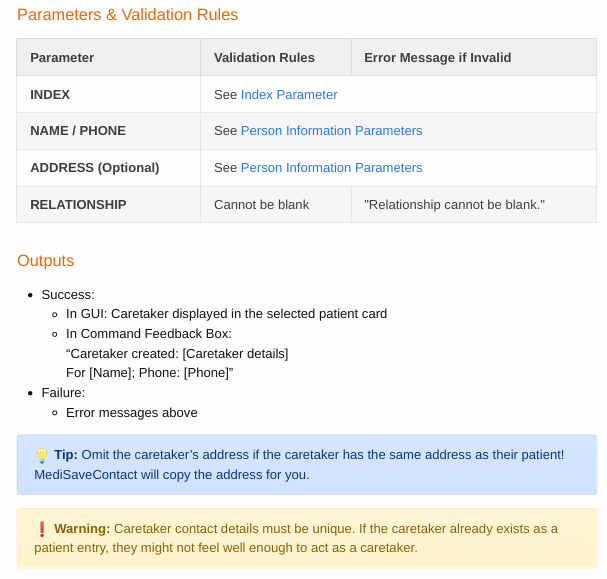 Parameters & Validation Rules
Parameter Validation Rules Error Message if Invalid
INDEX See Index Parameter
NAME / PHONE See Person Information Parameters
ADDRESS (Optional) See Person Information Parameters
RELATIONSHIP Cannot be blank "Relationship cannot be blank."
Outputs
Success:
In GUI: Caretaker displayed in the selected patient card
In Command Feedback Box:
“Caretaker created: [Caretaker details]
For [Name]; Phone: [Phone]”
Failure:
Error messages above
Tip: Omit the caretaker’s address if the caretaker has the same address as their patient!
MediSaveContact will copy the address for you.
Warning: Caretaker contact details must be unique. If the caretaker already exists as a
patient entry, they might not feel well enough to act as a caretaker.